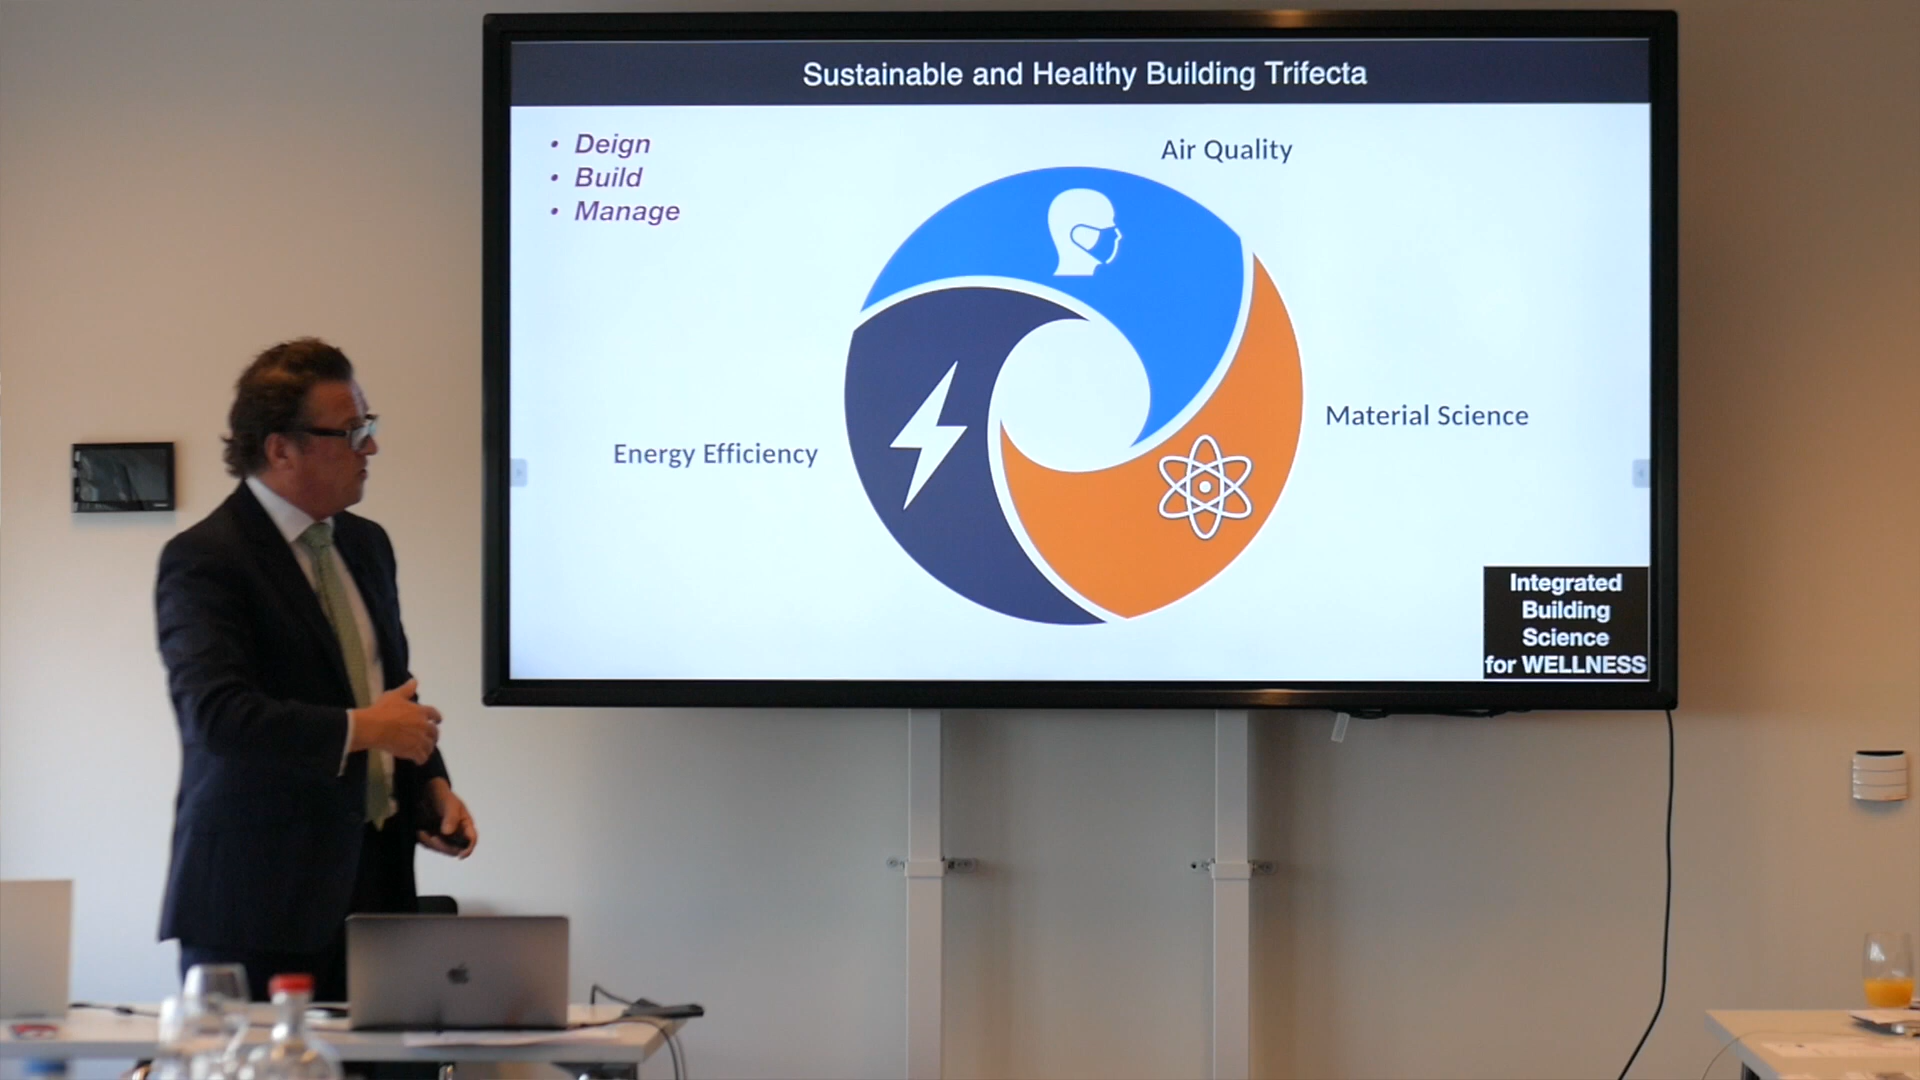 Sustainable and Healthy Building Trifecta
• Deign
• Build
• Manage
Air Quality
Material Science
Energy Efficiency
Integrated
Building
Science
for WELLNESS